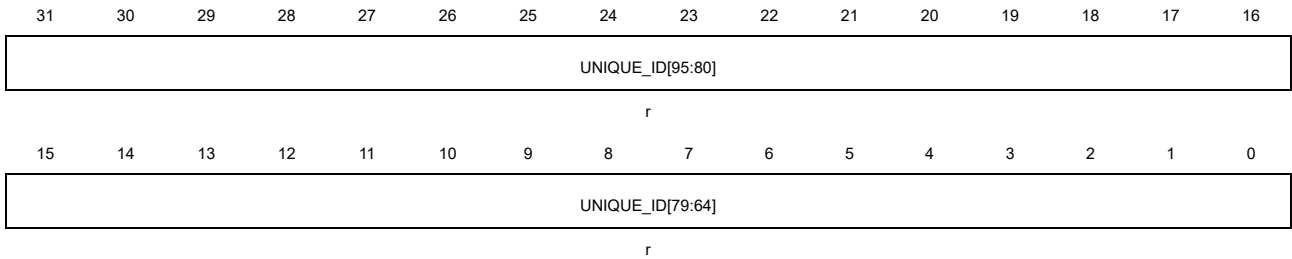 31 30 29 28 27 26 25 24 23 22 21 20 19 18 17 16
UNIQUE_ID[95:80]
r
15 14 13 12 11 10 9 8 7 6 5 4 3 2 1 0
UNIQUE_ID[79:64]
r